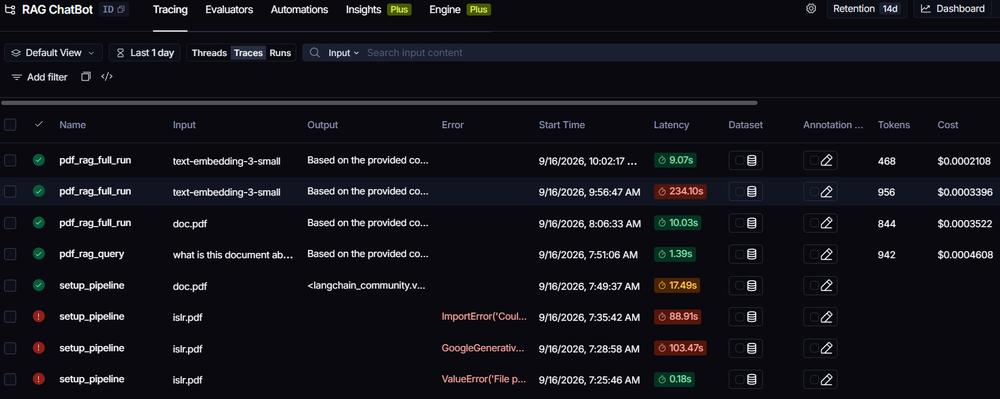 RAG ChatBot ID Tracing Evaluators Automations Insights Plus Engine Plus Retention 14d Dashboard
Default View Last 1 day Threads Traces Runs Input Search input content
Add filter </>
Name Input Output Error Start Time Latency Dataset Annotation ... Tokens Cost
pdf_rag_full_run text-embedding-3-small Based on the provided co... 9/16/2026, 10:02:17 ... 9.07s 468 $0.0002108
pdf_rag_full_run text-embedding-3-small Based on the provided co... 9/16/2026, 9:56:47 AM 234.10s 956 $0.0003396
pdf_rag_full_run doc.pdf Based on the provided co... 9/16/2026, 8:06:33 AM 10.03s 844 $0.0003522
pdf_rag_query what is this document ab... Based on the provided co... 9/16/2026, 7:51:06 AM 1.39s 942 $0.0004608
setup_pipeline doc.pdf <langchain_community.v... 9/16/2026, 7:49:37 AM 17.49s
setup_pipeline islr.pdf ImportError('Coul... 9/16/2026, 7:35:42 AM 88.91s
setup_pipeline islr.pdf GoogleGenerativ... 9/16/2026, 7:28:58 AM 103.47s
setup_pipeline islr.pdf ValueError('File p... 9/16/2026, 7:25:46 AM 0.18s